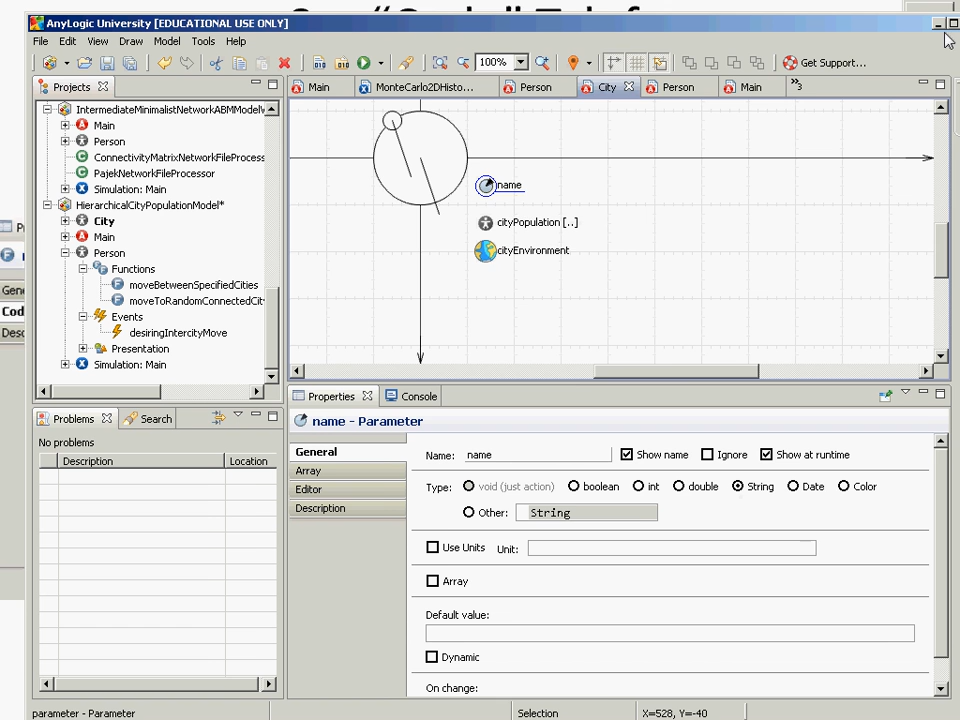 AnyLogic University [EDUCATIONAL USE ONLY]
File Edit View Draw Model Tools Help
100% Get Support...
Projects
Main MonteCarlo2DHisto... Person City Person Main »3
IntermediateMinimalistNetworkABMModel
Main
Person
ConnectivityMatrixNetworkFileProcess
PajekNetworkFileProcessor
Simulation: Main
HierarchicalCityPopulationModel*
City
Main
Person
Functions
moveBetweenSpecifiedCities
moveToRandomConnectedCit
Events
desiringIntercityMove
Presentation
Simulation: Main
name
cityPopulation [..]
cityEnvironment
Gene
Cod
Desc
Problems Search
No problems
Description Location
Properties Console
name - Parameter
General
Array
Editor
Description
Name: name Show name Ignore Show at runtime
Type: void (just action) boolean int double String Date Color
Other: String
Use Units Unit:
Array
Default value:
Dynamic
On change:
parameter - Parameter Selection X=528, Y=-40